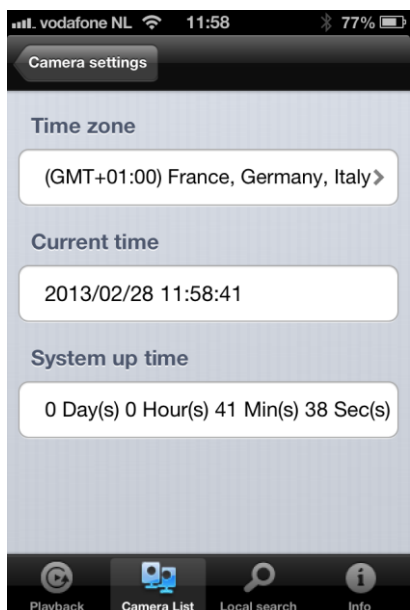 vodafone NL 11:58 77%
Camera settings
Time zone
(GMT+01:00) France, Germany, Italy
Current time
2013/02/28 11:58:41
System up time
0 Day(s) 0 Hour(s) 41 Min(s) 38 Sec(s)
Playback Camera List Local search Info